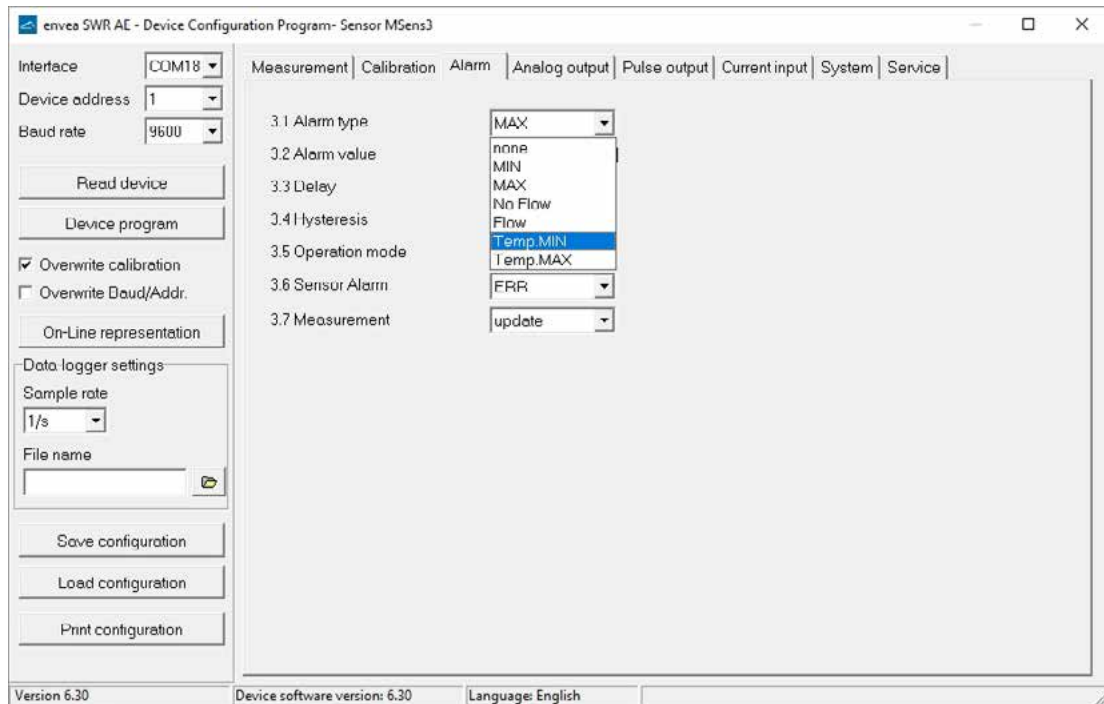 envea SWR AE - Device Configuration Program- Sensor MSens3
Interface COM18
Device address 1
Baud rate 9600
Read device
Device program
Overwrite calibration
Overwrite Baud/Addr.
On-Line representation
Data logger settings
Sample rate
1/s
File name
Save configuration
Load configuration
Print configuration
Measurement Calibration Alarm Analog output Pulse output Current input System Service
3.1 Alarm type MAX
none
MIN
MAX
No Flow
Flow
Temp.MIN
Temp.MAX
3.2 Alarm value
3.3 Delay
3.4 Hysteresis
3.5 Operation mode
3.6 Sensor Alarm ERR
3.7 Measurement update
Version 6.30 Device software version: 6.30 Language: English